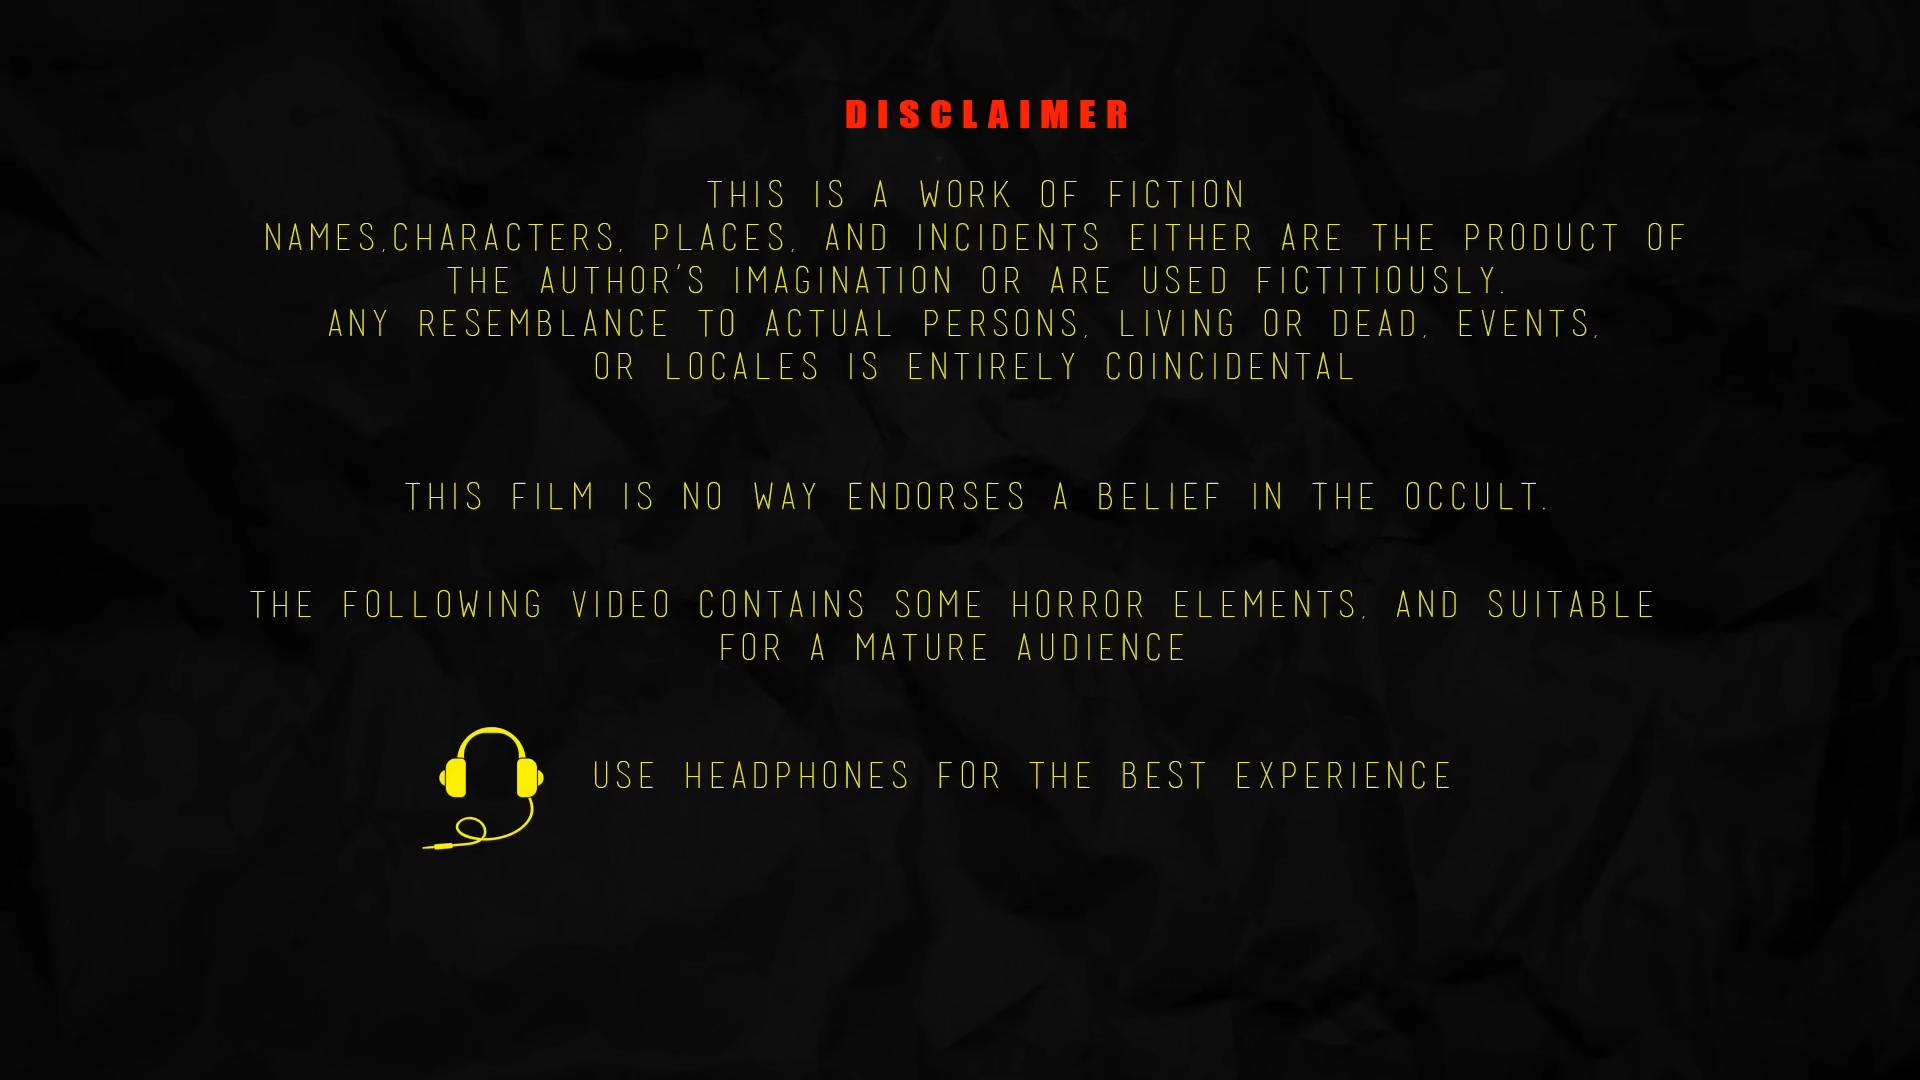 DISCLAIMER
THIS IS A WORK OF FICTION
NAMES,CHARACTERS, PLACES, AND INCIDENTS EITHER ARE THE PRODUCT OF
THE AUTHOR'S IMAGINATION OR ARE USED FICTITIOUSLY.
ANY RESEMBLANCE TO ACTUAL PERSONS, LIVING OR DEAD, EVENTS,
OR LOCALES IS ENTIRELY COINCIDENTAL
THIS FILM IS NO WAY ENDORSES A BELIEF IN THE OCCULT.
THE FOLLOWING VIDEO CONTAINS SOME HORROR ELEMENTS, AND SUITABLE
FOR A MATURE AUDIENCE
USE HEADPHONES FOR THE BEST EXPERIENCE